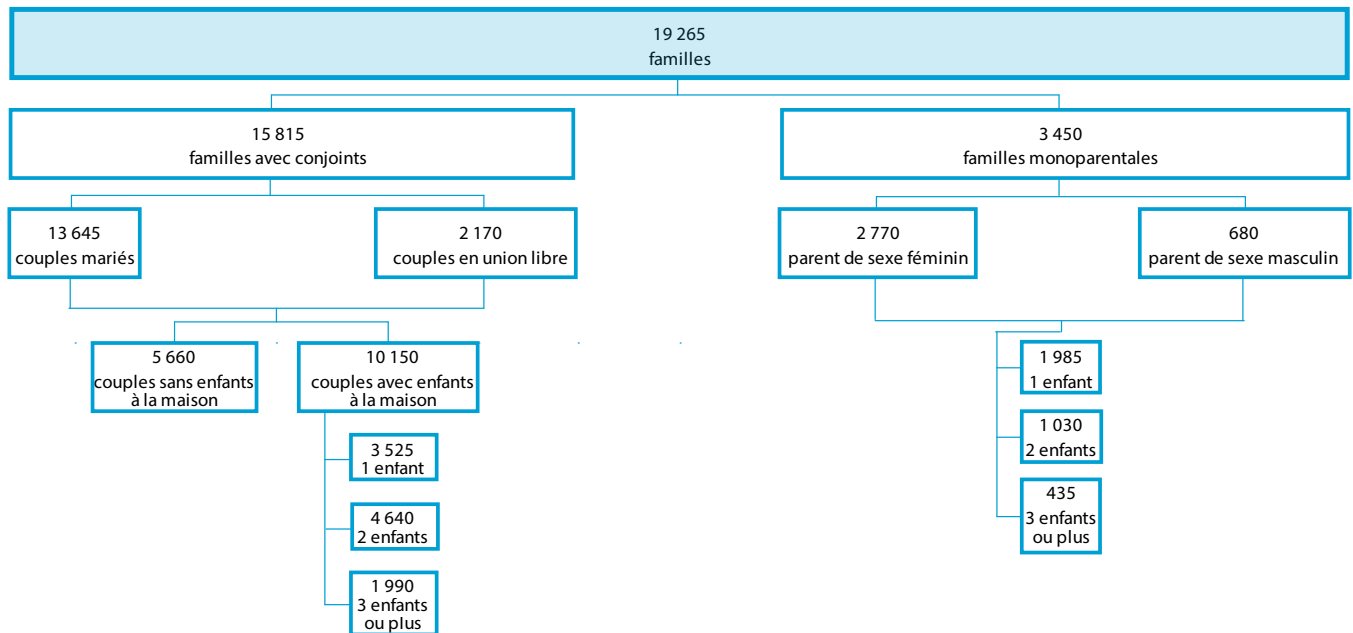 19 265
familles
15 815
familles avec conjoints
3 450
familles monoparentales
13 645
couples mariés
2 170
couples en union libre
2 770
parent de sexe féminin
680
parent de sexe masculin
5 660
couples sans enfants
à la maison
10 150
couples avec enfants
à la maison
3 525
1 enfant
4 640
2 enfants
1 990
3 enfants
ou plus
1 985
1 enfant
1 030
2 enfants
435
3 enfants
ou plus